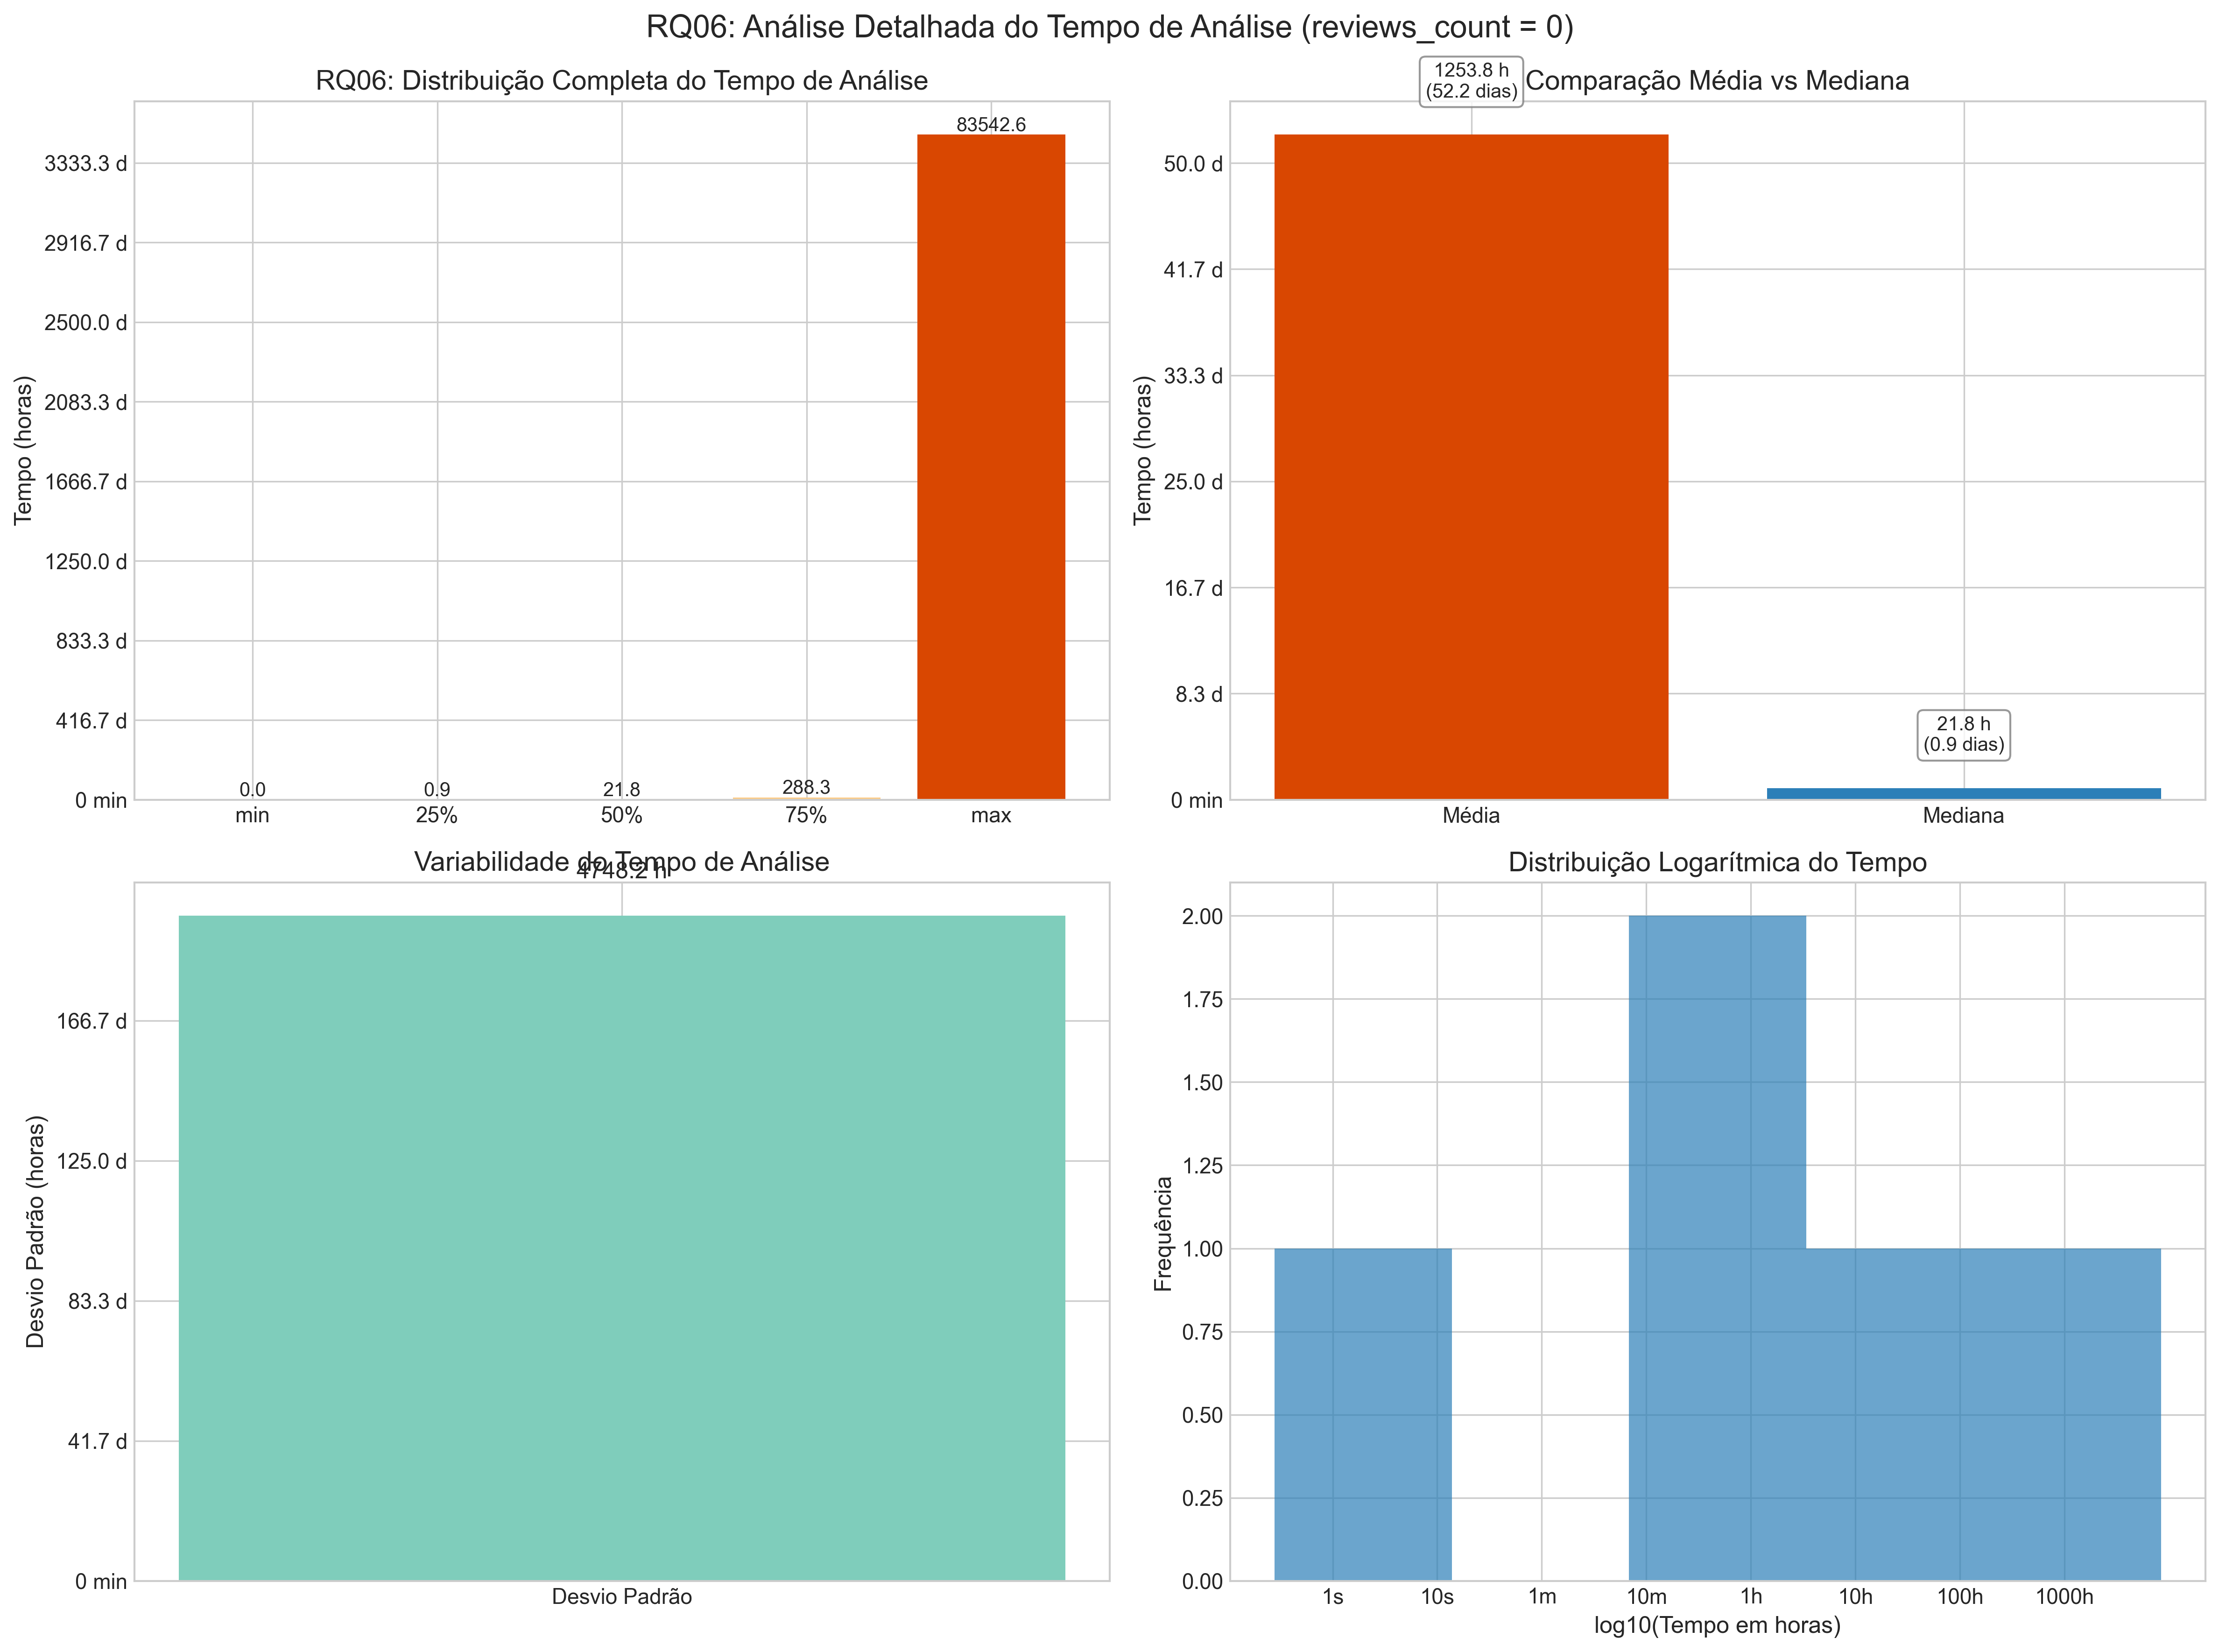 RQ06: Análise Detalhada do Tempo de Análise (reviews_count = 0)
RQ06: Distribuição Completa do Tempo de Análise
Tempo (horas)
3333.3 d
2916.7 d
2500.0 d
2083.3 d
1666.7 d
1250.0 d
833.3 d
416.7 d
0 min
0.0
0.9
21.8
288.3
83542.6
min
25%
50%
75%
max
Comparação Média vs Mediana
1253.8 h
(52.2 dias)
Tempo (horas)
50.0 d
41.7 d
33.3 d
25.0 d
16.7 d
8.3 d
0 min
21.8 h
(0.9 dias)
Média
Mediana
Variabilidade do Tempo de Análise
4748.2 h
Desvio Padrão (horas)
166.7 d
125.0 d
83.3 d
41.7 d
0 min
Desvio Padrão
Distribuição Logarítmica do Tempo
Frequência
2.00
1.75
1.50
1.25
1.00
0.75
0.50
0.25
0.00
1s
10s
1m
10m
1h
10h
100h
1000h
log10(Tempo em horas)